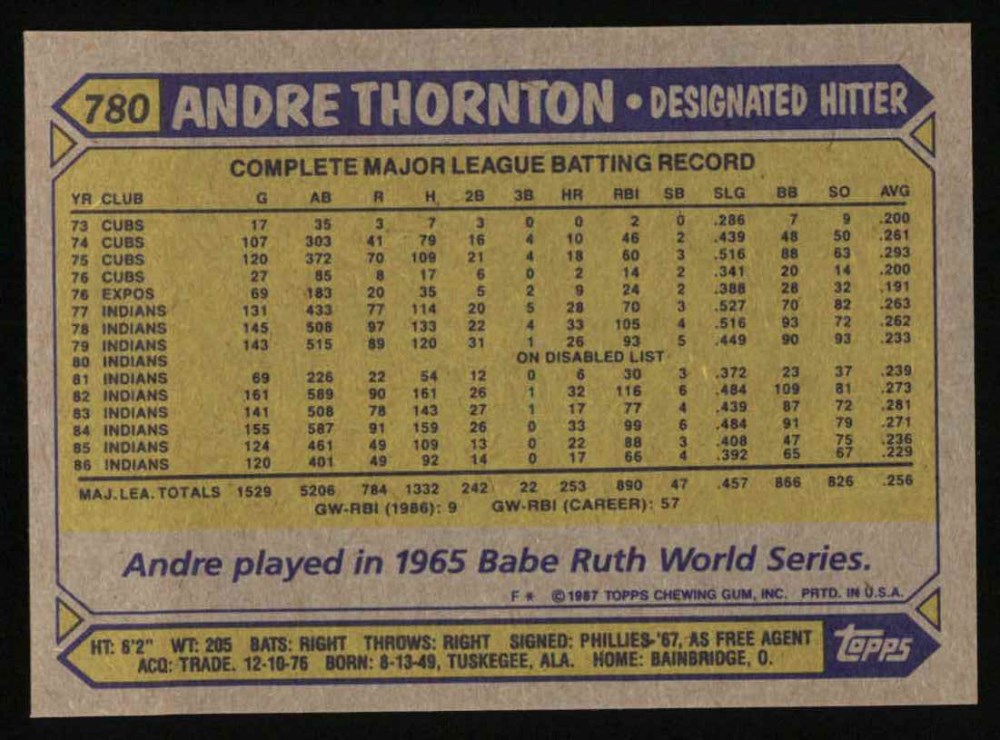 780 ANDRE THORNTON • DESIGNATED HITTER
COMPLETE MAJOR LEAGUE BATTING RECORD
YR CLUB G AB R H 2B 3B HR RBI SB SLG BB SO AVG
73 CUBS 17 35 3 7 3 0 0 2 0 .286 7 9 .200
74 CUBS 107 303 41 79 16 4 10 46 2 .439 48 50 .261
75 CUBS 120 372 70 109 21 4 18 60 3 .516 88 63 .293
76 CUBS 27 85 8 17 6 0 2 14 2 .341 20 14 .200
76 EXPOS 69 183 20 35 5 2 9 24 2 .388 28 32 .191
77 INDIANS 131 433 77 114 20 5 28 70 3 .527 70 82 .263
78 INDIANS 145 508 97 133 22 4 33 105 4 .516 93 72 .262
79 INDIANS 143 515 89 120 31 1 26 93 5 .449 90 93 .233
80 INDIANS ON DISABLED LIST
81 INDIANS 69 226 22 54 12 0 6 30 3 .372 23 37 .239
82 INDIANS 161 589 90 161 26 1 32 116 6 .484 109 81 .273
83 INDIANS 141 508 78 143 27 1 17 77 4 .439 87 72 .281
84 INDIANS 155 587 91 159 26 0 33 99 6 .484 91 79 .271
85 INDIANS 124 461 49 109 13 0 22 88 3 .408 47 75 .236
86 INDIANS 120 401 49 92 14 0 17 66 4 .392 65 67 .229
MAJ. LEA. TOTALS 1529 5206 784 1332 242 22 253 890 47 .457 866 826 .256
GW-RBI (1986): 9 GW-RBI (CAREER): 57
Andre played in 1965 Babe Ruth World Series.
F * ©1987 TOPPS CHEWING GUM, INC. PRTD. IN U.S.A.
HT: 6'2" WT: 205 BATS: RIGHT THROWS: RIGHT SIGNED: PHILLIES-'67, AS FREE AGENT
ACQ: TRADE. 12-10-76 BORN: 8-13-49, TUSKEGEE, ALA. HOME: BAINBRIDGE, O.
topps